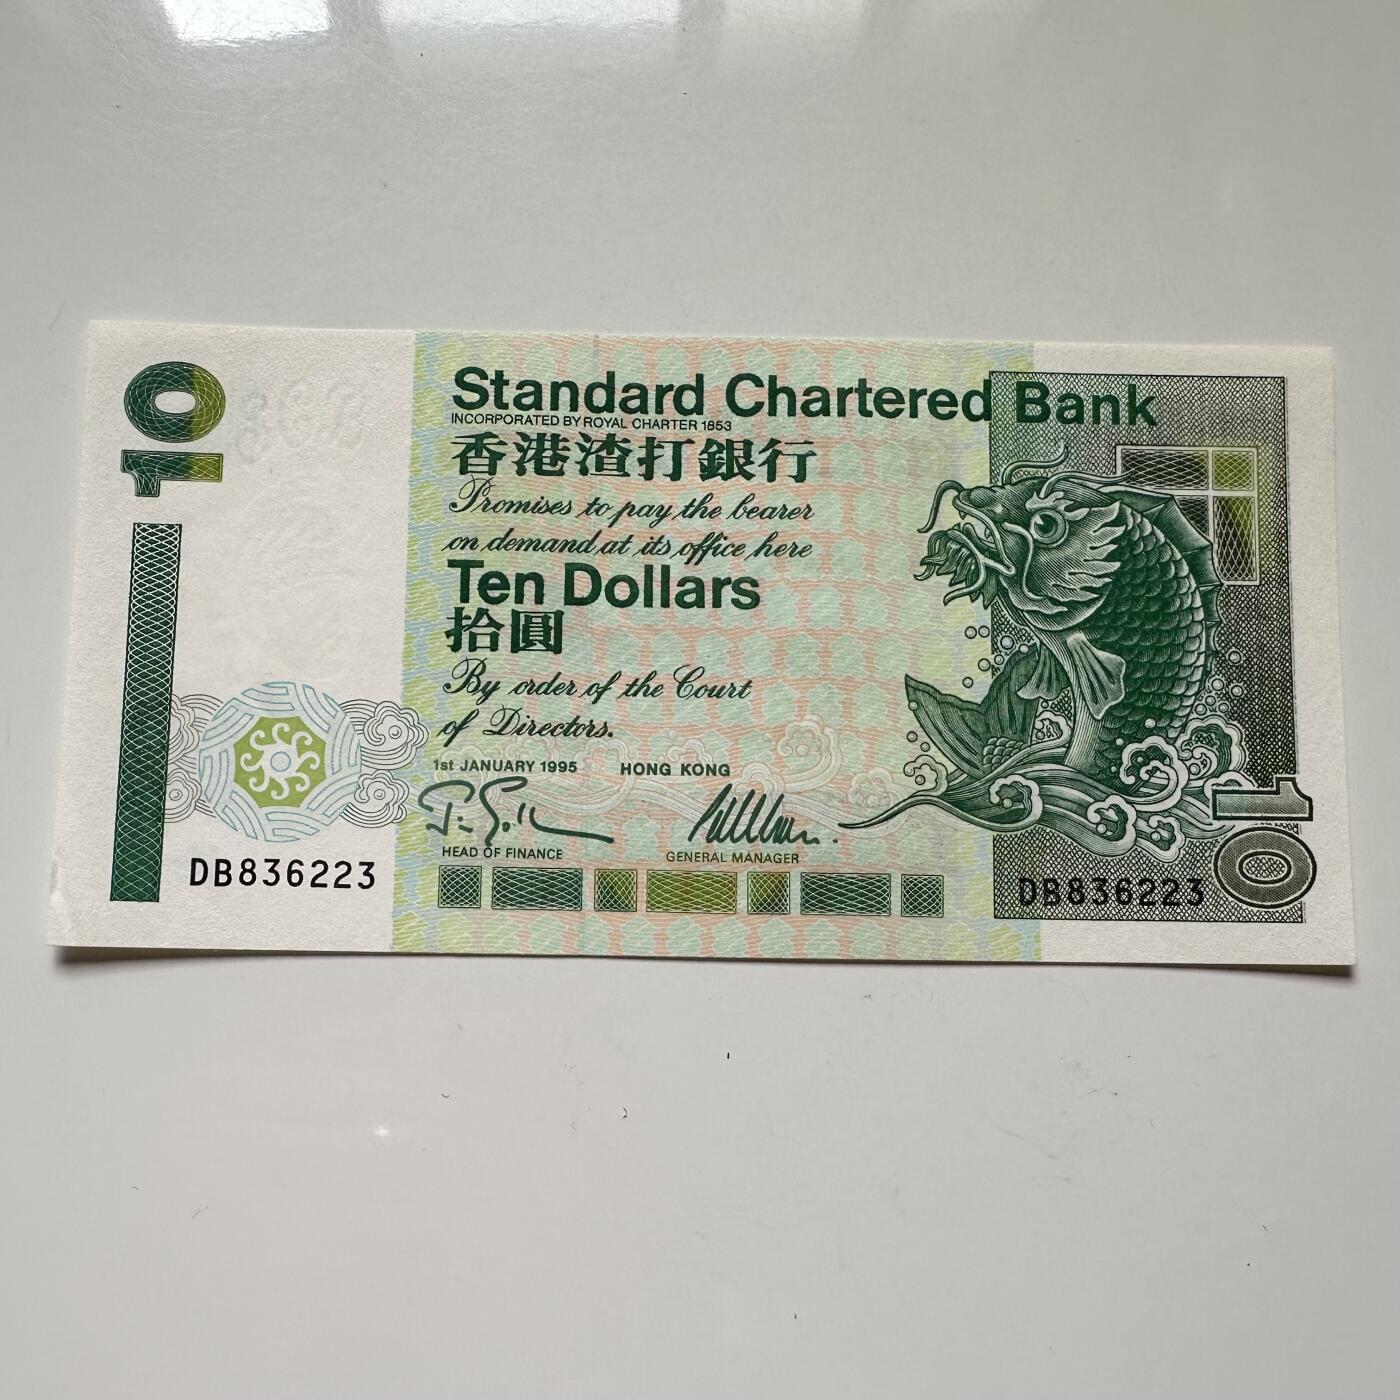 10
Standard Chartered Bank
INCORPORATED BY ROYAL CHARTER 1853
香港渣打銀行
Promises to pay the bearer
on demand at its office here
Ten Dollars
拾圓
By order of the Court
of Directors.
1st JANUARY 1995 HONG KONG
HEAD OF FINANCE GENERAL MANAGER
DB836223
DB836223
10